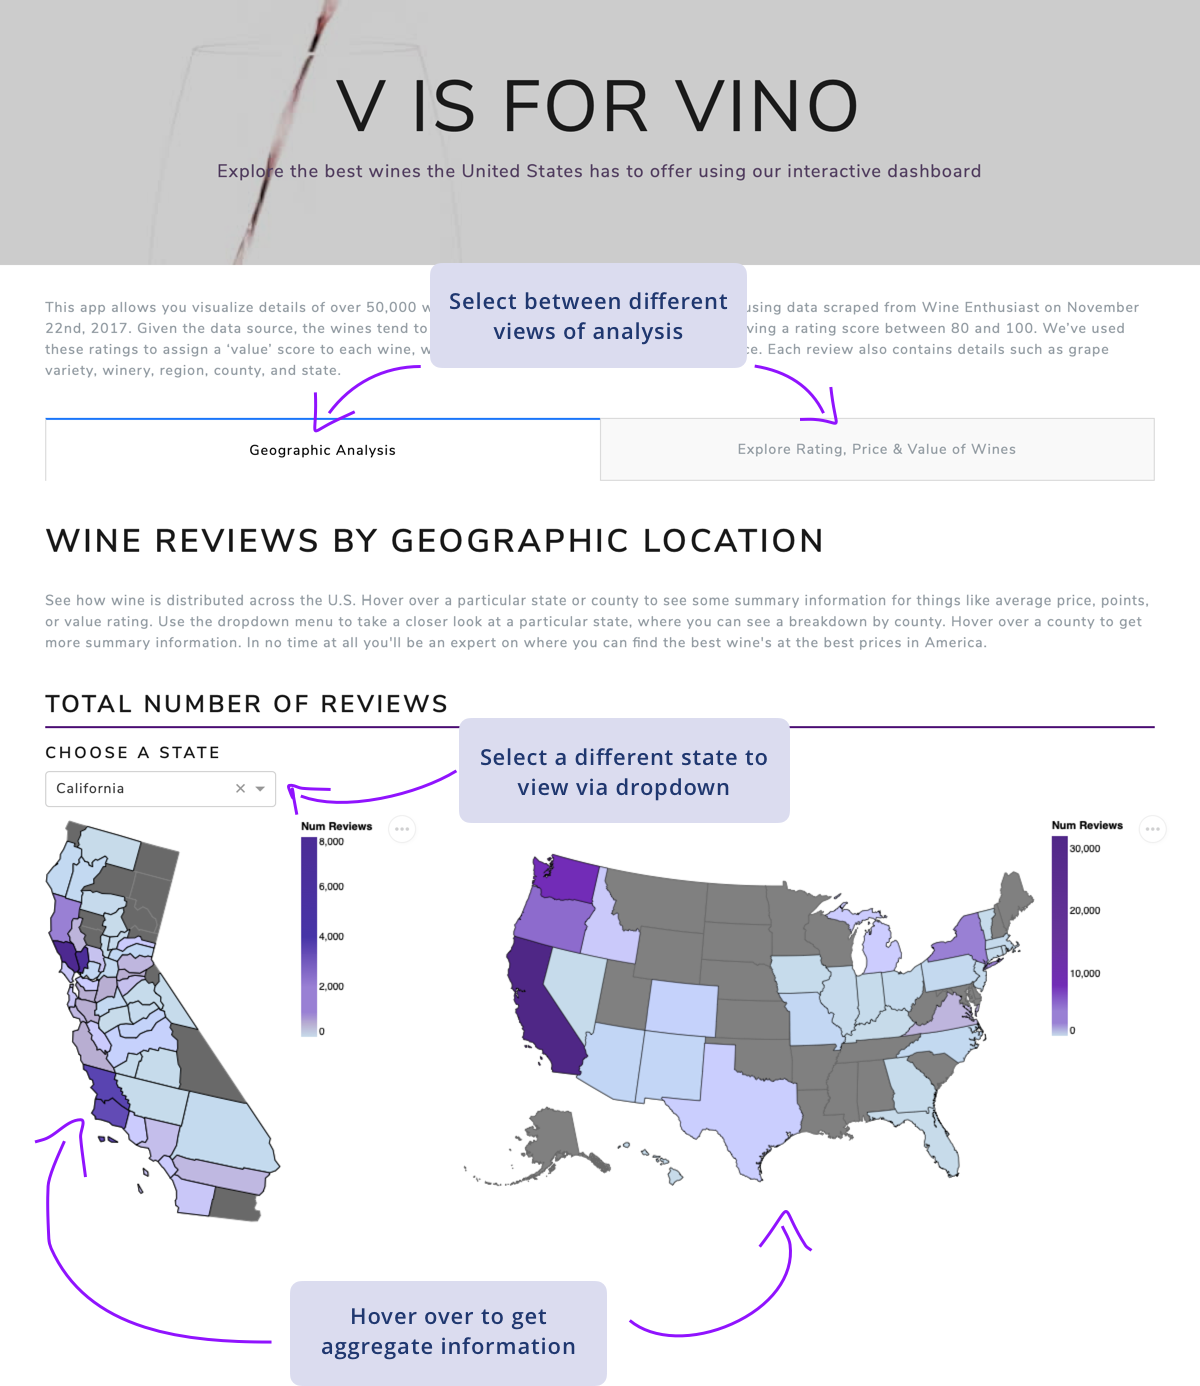 V IS FOR VINO
Explore the best wines the United States has to offer using our interactive dashboard
Select between different
views of analysis
This app allows you visualize details of over 50,000 using data scraped from Wine Enthusiast on November
22nd, 2017. Given the data source, the wines tend to a rating score between 80 and 100. We've used
these ratings to assign a ‘value’ score to each wine, Each review also contains details such as grape
variety, winery, region, county, and state.
Geographic Analysis
Explore Rating, Price & Value of Wines
WINE REVIEWS BY GEOGRAPHIC LOCATION
See how wine is distributed across the U.S. Hover over a particular state or county to see some summary information for things like average price, points,
or value rating. Use the dropdown menu to take a closer look at a particular state, where you can see a breakdown by county. Hover over a county to get
more summary information. In no time at all you'll be an expert on where you can find the best wine's at the best prices in America.
TOTAL NUMBER OF REVIEWS
CHOOSE A STATE
California
Select a different state to
view via dropdown
Num Reviews
8,000
6,000
4,000
2,000
0
Num Reviews
30,000
20,000
10,000
0
Hover over to get
aggregate information